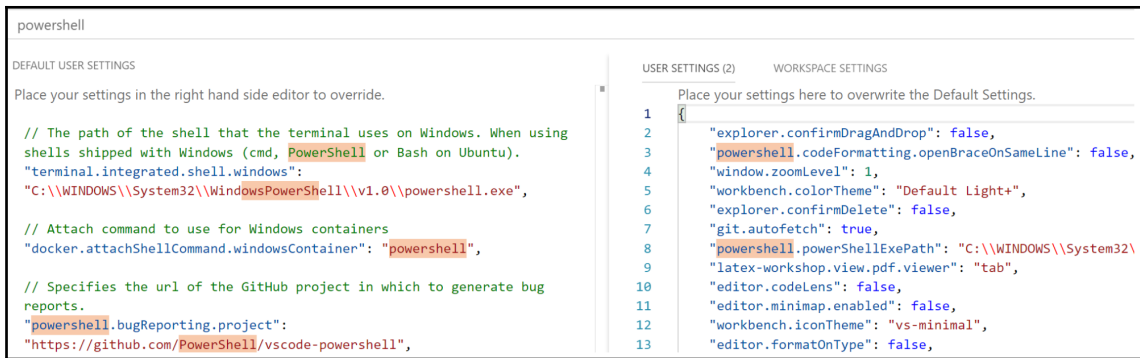 powershell
DEFAULT USER SETTINGS
Place your settings in the right hand side editor to override.
// The path of the shell that the terminal uses on Windows. When using
shells shipped with Windows (cmd, PowerShell or Bash on Ubuntu).
"terminal.integrated.shell.windows":
"C:\\WINDOWS\\System32\\WindowsPowerShell\\v1.0\\powershell.exe",
// Attach command to use for Windows containers
"docker.attachShellCommand.windowsContainer": "powershell",
// Specifies the url of the GitHub project in which to generate bug
reports.
"powershell.bugReporting.project":
"https://github.com/PowerShell/vscode-powershell",
USER SETTINGS (2) WORKSPACE SETTINGS
Place your settings here to overwrite the Default Settings.
1 {
2 "explorer.confirmDragAndDrop": false,
3 "powershell.codeFormatting.openBraceOnSameLine": false,
4 "window.zoomLevel": 1,
5 "workbench.colorTheme": "Default Light+",
6 "explorer.confirmDelete": false,
7 "git.autofetch": true,
8 "powershell.powerShellExePath": "C:\\WINDOWS\\System32\
9 "latex-workshop.view.pdf.viewer": "tab",
10 "editor.codeLens": false,
11 "editor.minimap.enabled": false,
12 "workbench.iconTheme": "vs-minimal",
13 "editor.formatOnType": false,